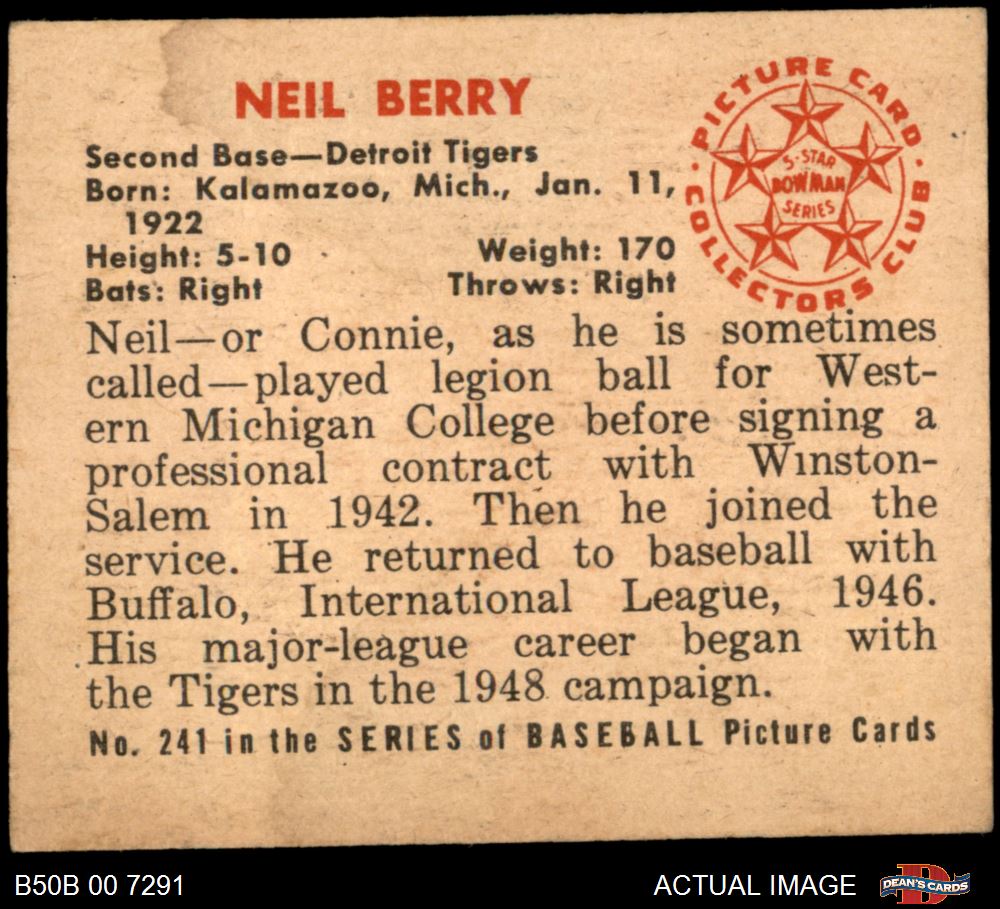 NEIL BERRY
Second Base—Detroit Tigers
Born: Kalamazoo, Mich., Jan. 11,
1922
Height: 5-10 Weight: 170
Bats: Right Throws: Right
PICTURE CARD
COLLECTORS CLUB
5-STAR
BOWMAN
SERIES
Neil—or Connie, as he is sometimes
called—played legion ball for West-
ern Michigan College before signing a
professional contract with Winston-
Salem in 1942. Then he joined the
service. He returned to baseball with
Buffalo, International League, 1946.
His major-league career began with
the Tigers in the 1948 campaign.
No. 241 in the SERIES of BASEBALL Picture Cards
B50B 00 7291
ACTUAL IMAGE
DEAN'S CARDS